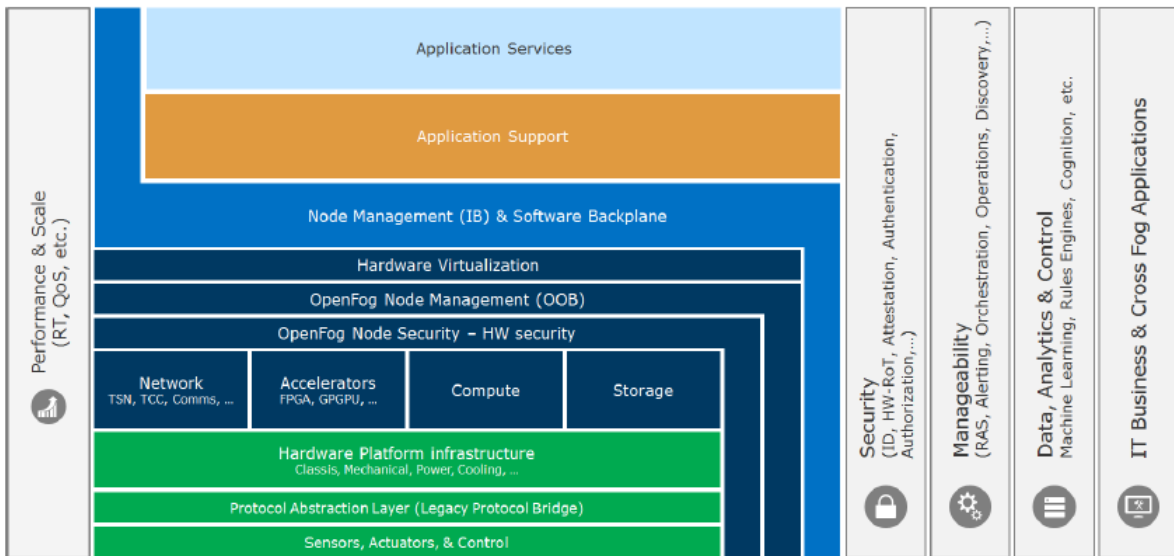 Performance & Scale
(RT, QoS, etc.)
Application Services
Application Support
Node Management (IB) & Software Backplane
Hardware Virtualization
OpenFog Node Management (OOB)
OpenFog Node Security – HW security
Network
TSN, TCC, Comms, ...
Accelerators
FPGA, GPGPU, ...
Compute
Storage
Hardware Platform infrastructure
Classis, Mechanical, Power, Cooling, ...
Protocol Abstraction Layer (Legacy Protocol Bridge)
Sensors, Actuators, & Control
Security
(ID, HW-RoT, Attestation, Authentication,
Authorization,...)
Manageability
(RAS, Alerting, Orchestration, Operations, Discovery,...)
Data, Analytics & Control
Machine Learning, Rules Engines, Cognition, etc.
IT Business & Cross Fog Applications